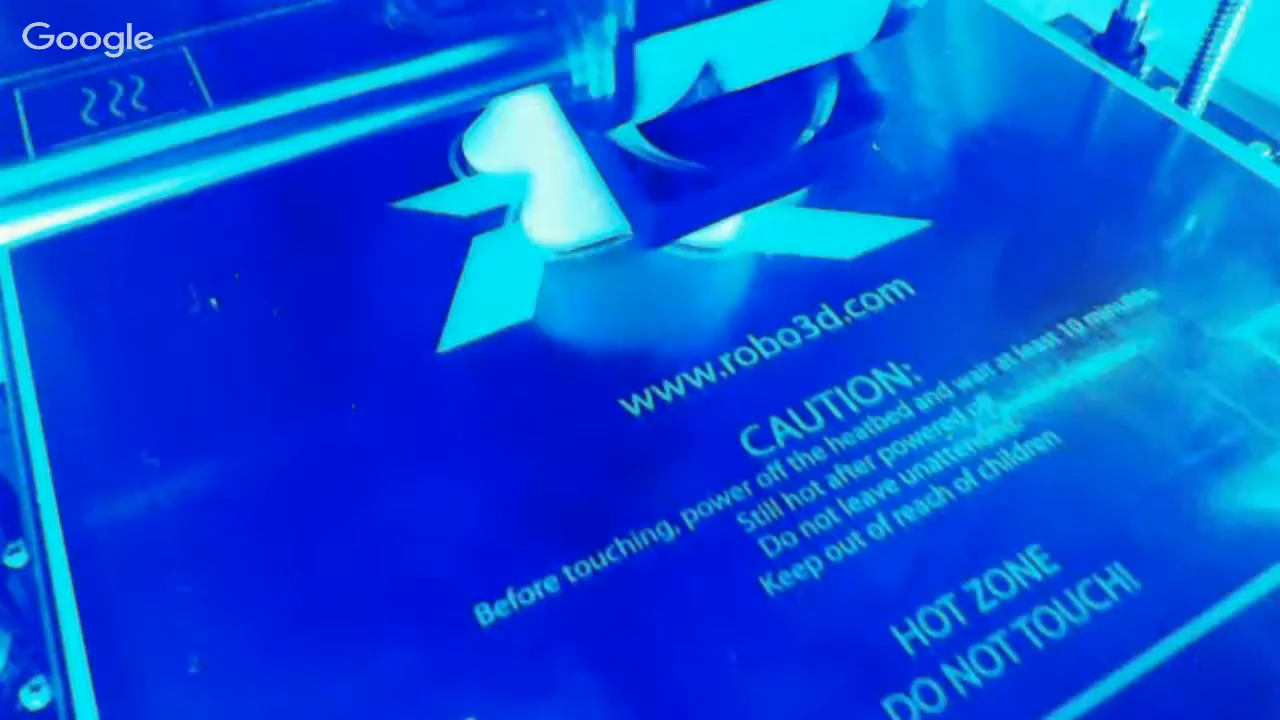 Google
www.robo3d.com
CAUTION:
Before touching, power off the heatbed and wait at least 10 minutes
Still hot after powered off
Do not leave unattended
Keep out of reach of children
HOT ZONE
DO NOT TOUCH!